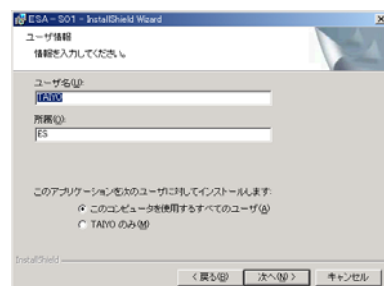 ESA-S01 - InstallShield Wizard
ユーザ情報
情報を入力してください。
ユーザ名(U):
TAIYO
所属(O):
ES
このアプリケーションを次のユーザに対してインストールします:
このコンピュータを使用するすべてのユーザ(A)
TAIYO のみ(M)
InstallShield
< 戻る(B)
次へ(N) >
キャンセル